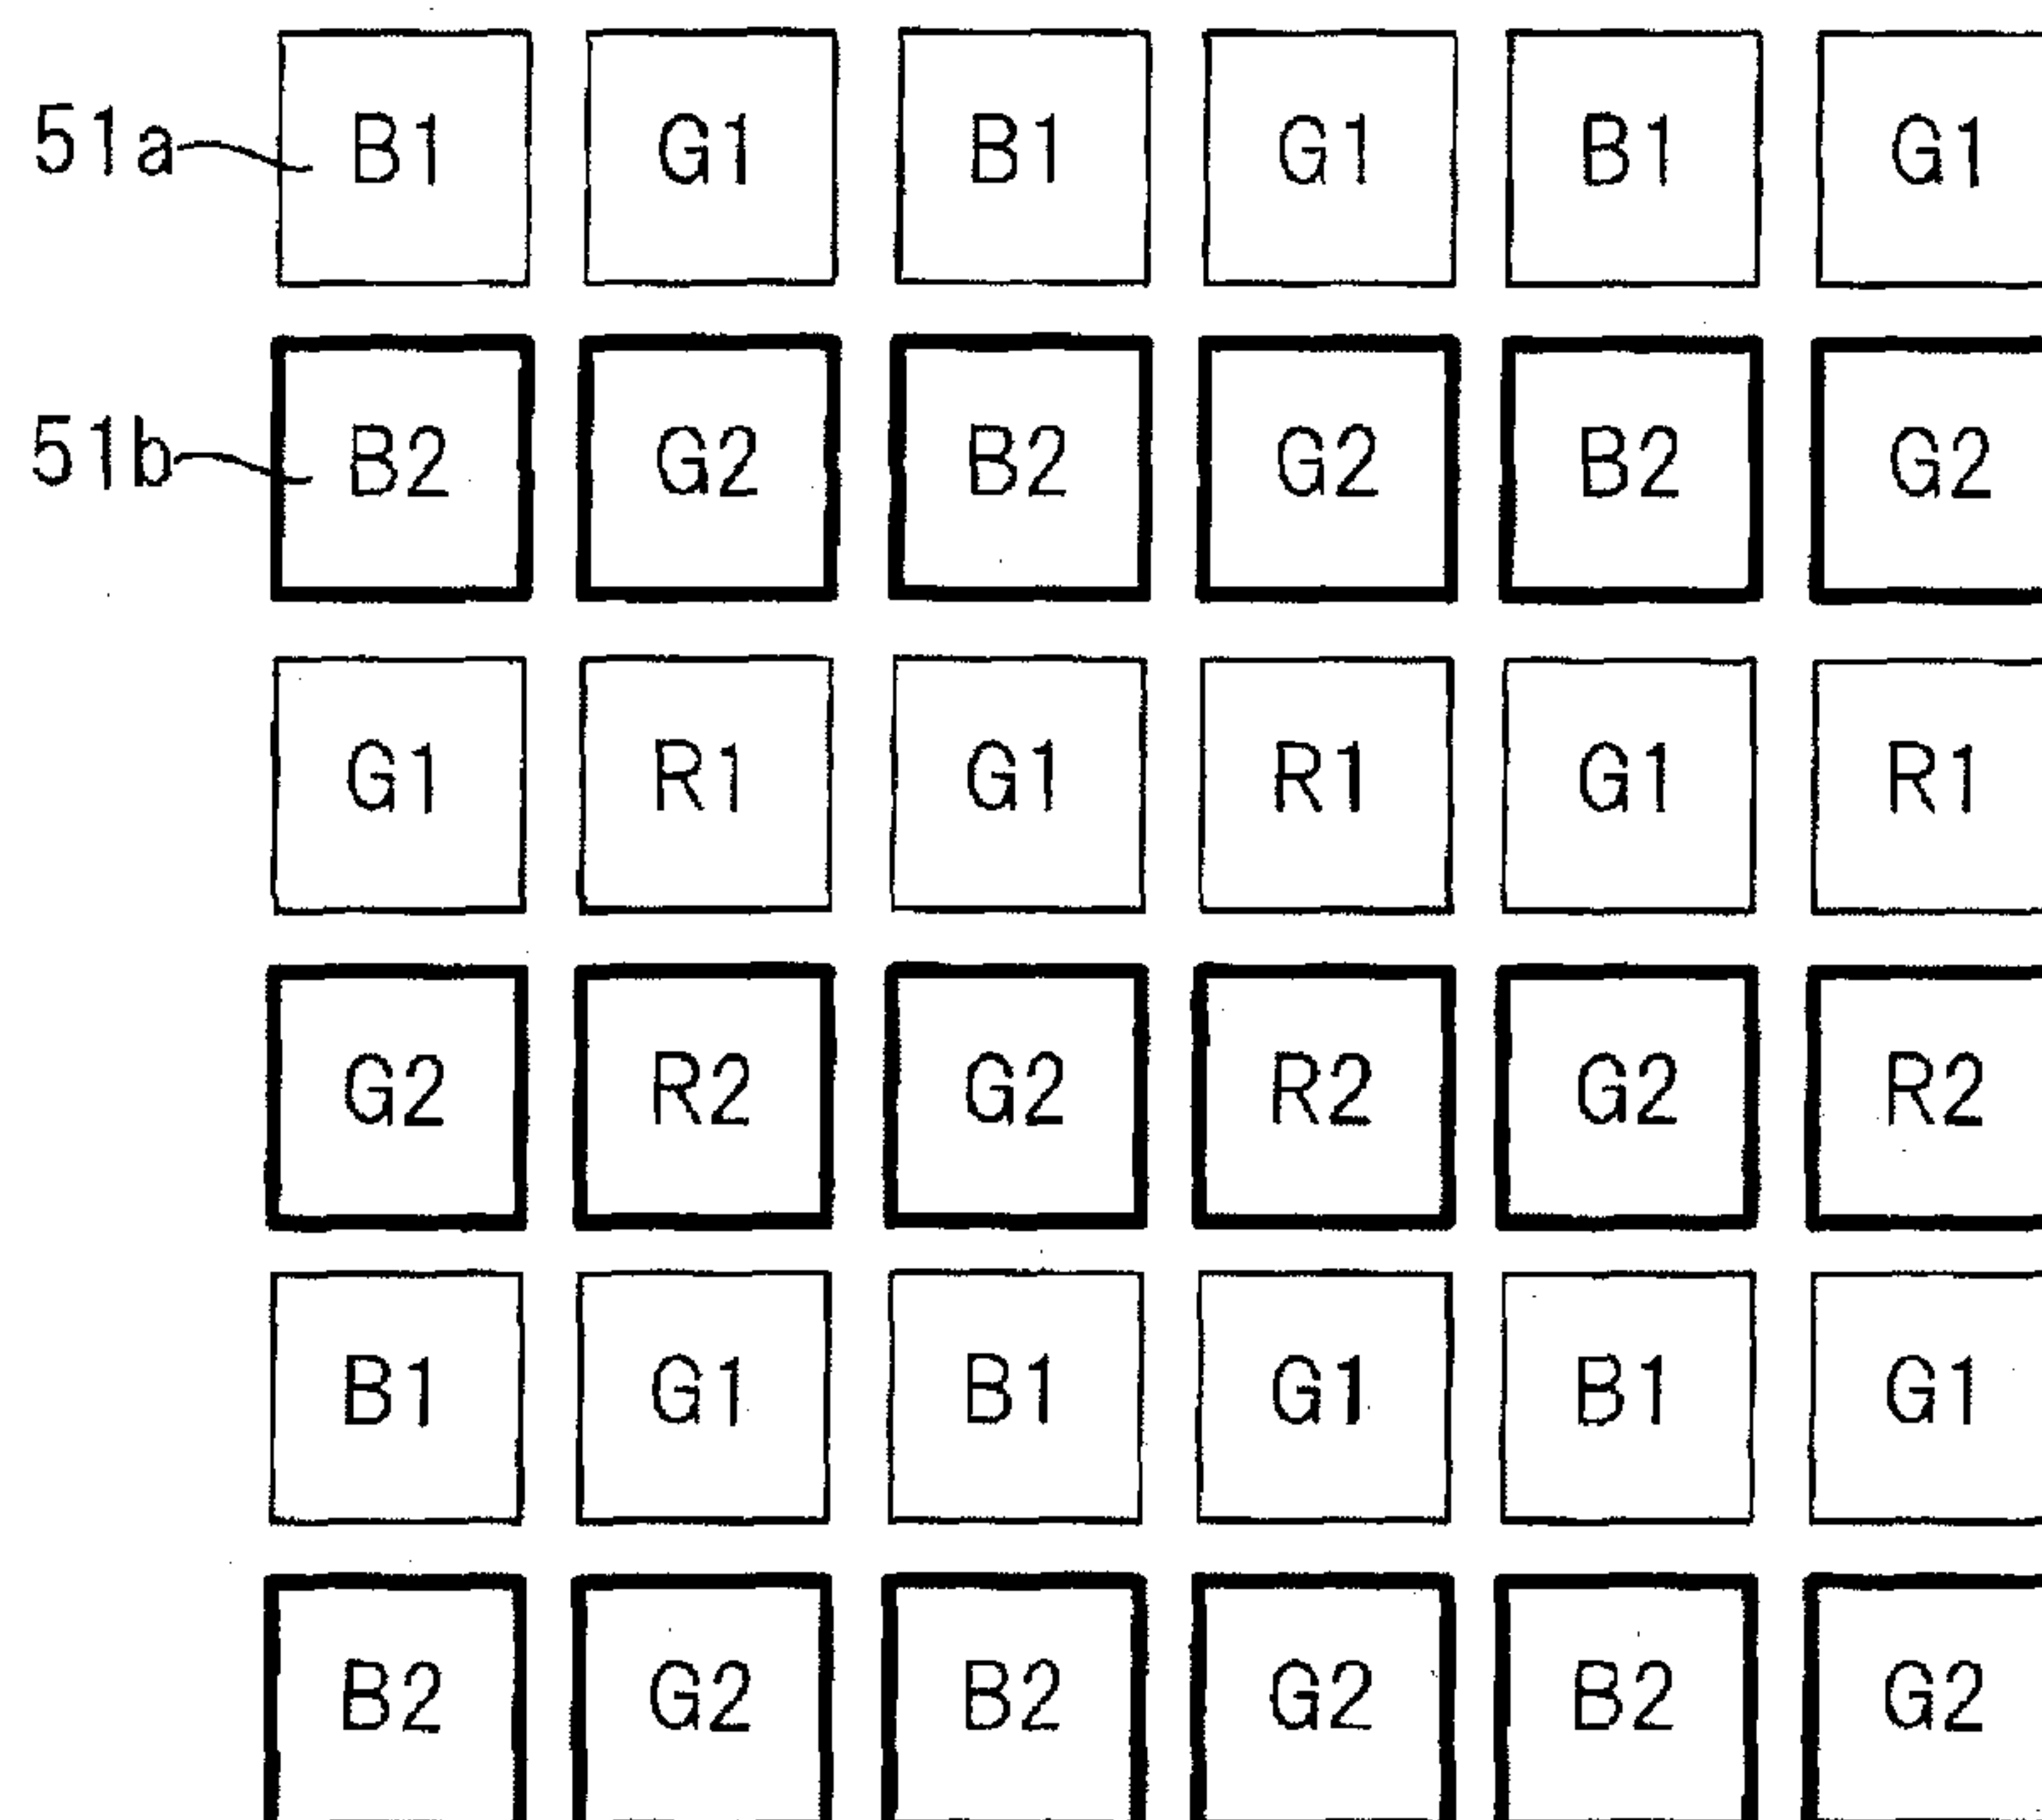 51a B1 G1 B1 G1 B1 G1
51b B2 G2 B2 G2 B2 G2
G1 R1 G1 R1 G1 R1
G2 R2 G2 R2 G2 R2
B1 G1 B1 G1 B1 G1
B2 G2 B2 G2 B2 G2